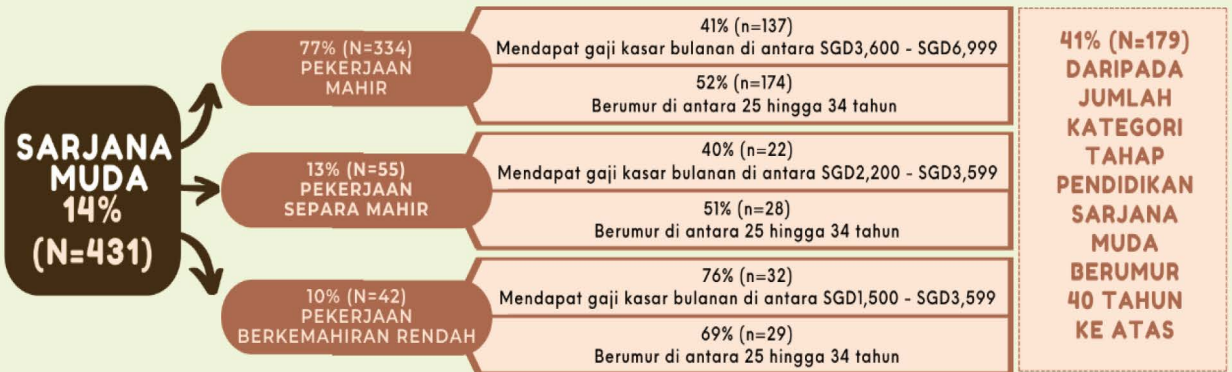 SARJANA
MUDA
14%
(N=431)
77% (N=334)
PEKERJAAN
MAHIR
41% (n=137)
Mendapat gaji kasar bulanan di antara SGD3,600 - SGD6,999
52% (n=174)
Berumur di antara 25 hingga 34 tahun
13% (N=55)
PEKERJAAN
SEPARA MAHIR
40% (n=22)
Mendapat gaji kasar bulanan di antara SGD2,200 - SGD3,599
51% (n=28)
Berumur di antara 25 hingga 34 tahun
10% (N=42)
PEKERJAAN
BERKEMAHIRAN RENDAH
76% (n=32)
Mendapat gaji kasar bulanan di antara SGD1,500 - SGD3,599
69% (n=29)
Berumur di antara 25 hingga 34 tahun
41% (N=179)
DARIPADA
JUMLAH
KATEGORI
TAHAP
PENDIDIKAN
SARJANA
MUDA
BERUMUR
40 TAHUN
KE ATAS